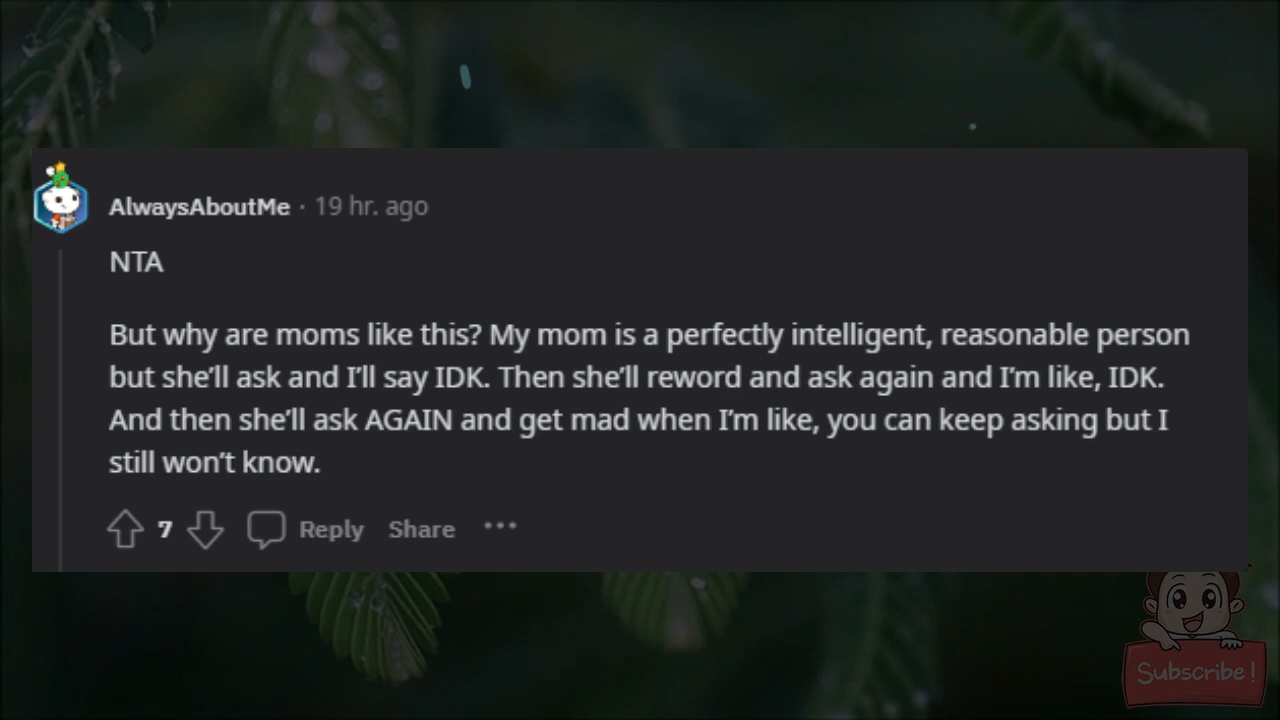 AlwaysAboutMe · 19 hr. ago
NTA
But why are moms like this? My mom is a perfectly intelligent, reasonable person
but she’ll ask and I’ll say IDK. Then she’ll reword and ask again and I’m like, IDK.
And then she’ll ask AGAIN and get mad when I’m like, you can keep asking but I
still won’t know.
7 Reply Share ···
Subscribe!